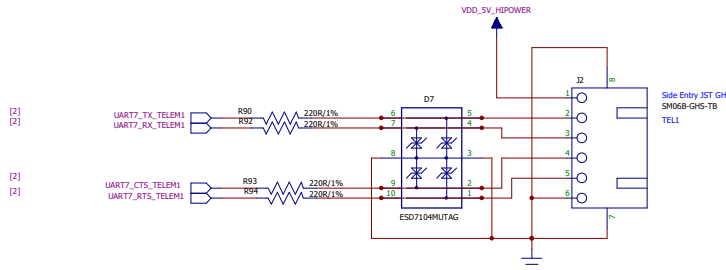 VDD_5V_HIPOWER
J2
8
Side Entry JST GH
SM06B-GHS-TB
TEL1
D7
1
2
3
4
5
6
7
[2]
[2]
UART7_TX_TELEM1
UART7_RX_TELEM1
R90
R92
220R/1%
220R/1%
6
7
5
4
8
3
[2]
[2]
UART7_CTS_TELEM1
UART7_RTS_TELEM1
R93
R94
220R/1%
220R/1%
9
10
2
1
ESD7104MUTAG